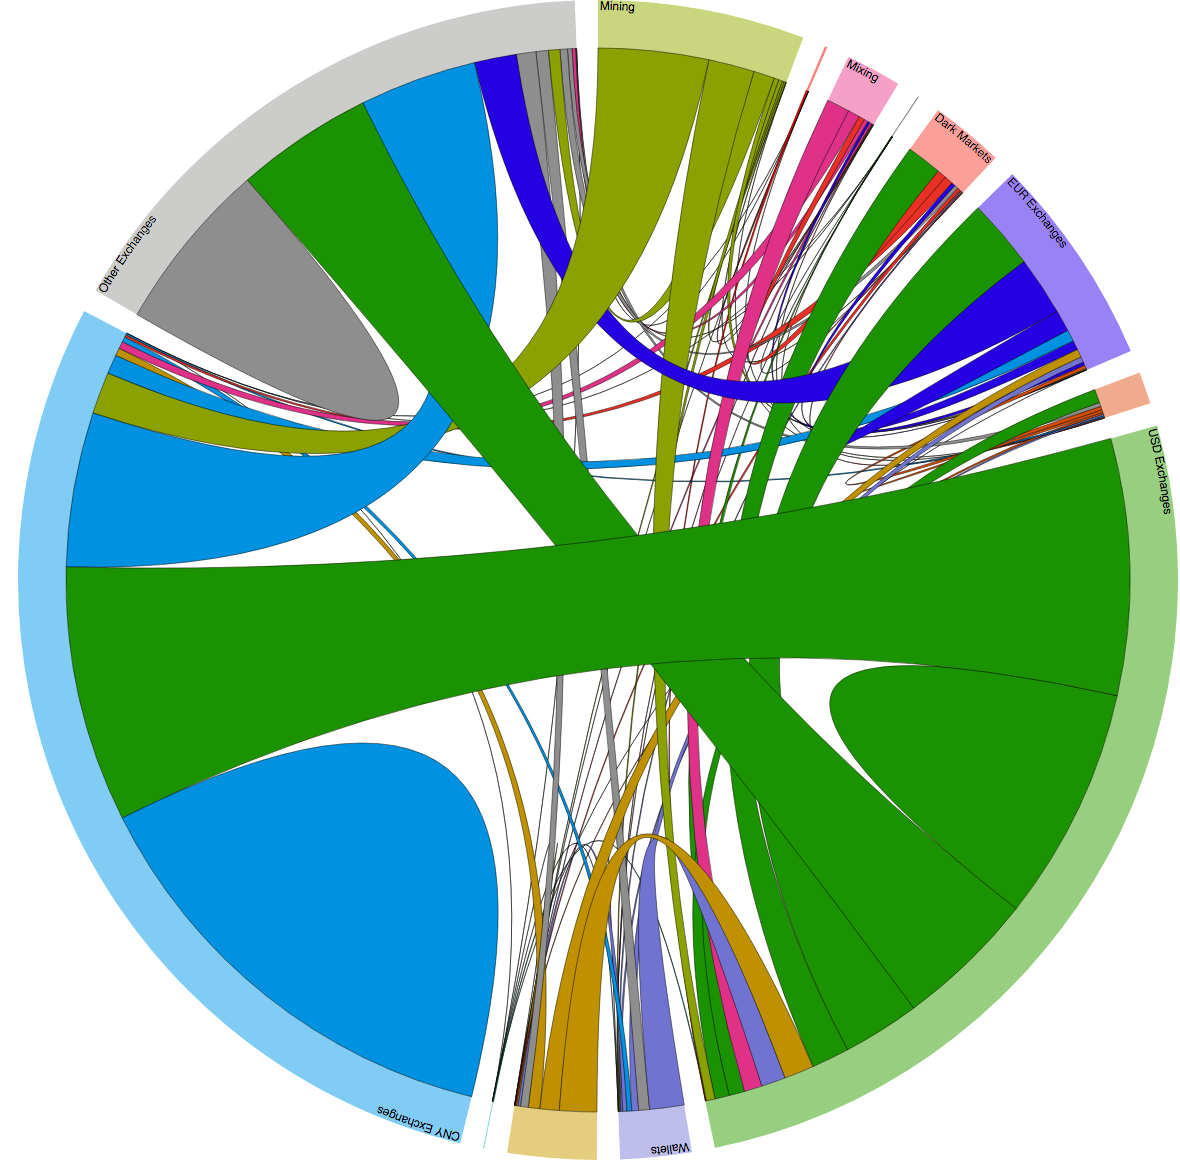 Mining
Mixing
Dark Markets
EUR Exchanges
USD Exchanges
Wallets
CNY Exchanges
Other Exchanges